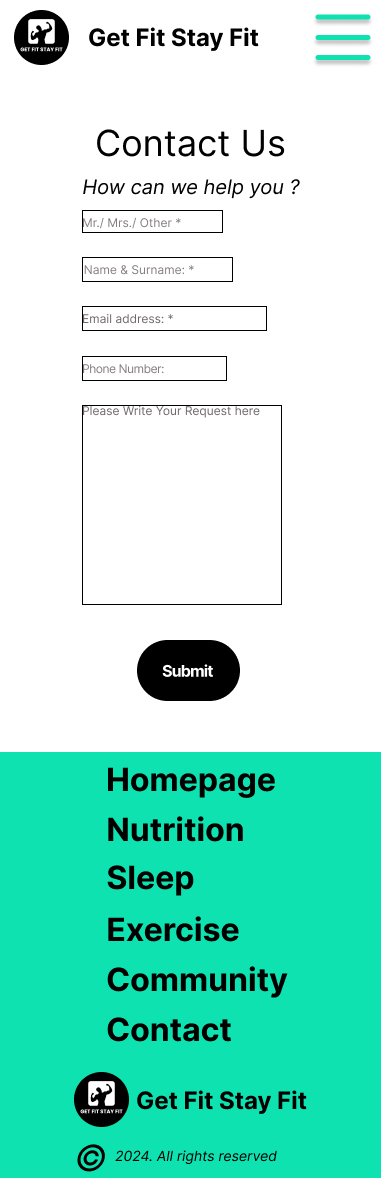 GET FIT STAY FIT
Get Fit Stay Fit
Contact Us
How can we help you ?
Mr./ Mrs./ Other *
Name & Surname: *
Email address: *
Phone Number:
Please Write Your Request here
Submit
Homepage
Nutrition
Sleep
Exercise
Community
Contact
GET FIT STAY FIT
Get Fit Stay Fit
© 2024. All rights reserved